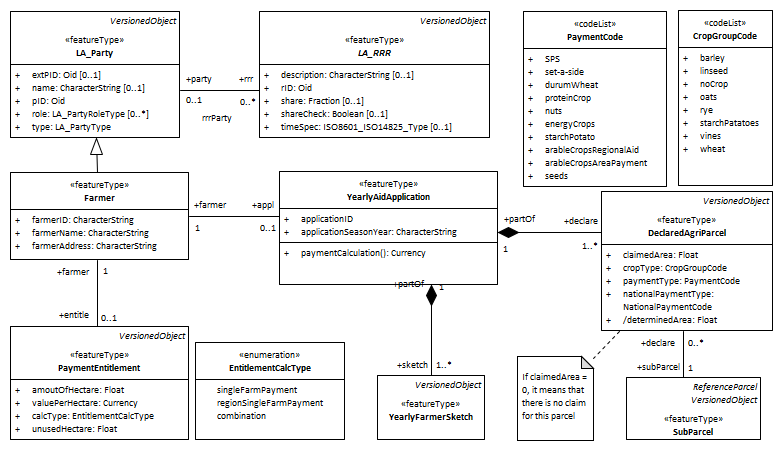 VersionedObject
«featureType»
LA_Party
+ extPID: Oid [0..1]
+ name: CharacterString [0..1]
+ pID: Oid
+ role: LA_PartyRoleType [0..*]
+ type: LA_PartyType
+party
+rrr
0..1
0..*
rrrParty
VersionedObject
«featureType»
LA_RRR
+ description: CharacterString [0..1]
+ rID: Oid
+ share: Fraction [0..1]
+ shareCheck: Boolean [0..1]
+ timeSpec: ISO8601_ISO14825_Type [0..1]
«codeList»
PaymentCode
+ SPS
+ set-a-side
+ durumWheat
+ proteinCrop
+ nuts
+ energyCrops
+ starchPotato
+ arableCropsRegionalAid
+ arableCropsAreaPayment
+ seeds
«codeList»
CropGroupCode
+ barley
+ linseed
+ noCrop
+ oats
+ rye
+ starchPatatoes
+ vines
+ wheat
«featureType»
Farmer
+ farmerID: CharacterString
+ farmerName: CharacterString
+ farmerAddress: CharacterString
+farmer
+appl
1
0..1
«featureType»
YearlyAidApplication
+ applicationID
+ applicationSeasonYear: CharacterString
+ paymentCalculation(): Currency
+partOf
+declare
1
1..*
VersionedObject
«featureType»
DeclaredAgriParcel
+ claimedArea: Float
+ cropType: CropGroupCode
+ paymentType: PaymentCode
+ nationalPaymentType:
NationalPaymentCode
+ /determinedArea: Float
+farmer
1
+entitle
0..1
+partOf
1
+sketch
1..*
+declare
0..*
+subParcel
1
VersionedObject
«featureType»
PaymentEntitlement
+ amoutOfHectare: Float
+ valuePerHectare: Currency
+ calcType: EntitlementCalcType
+ unusedHectare: Float
«enumeration»
EntitlementCalcType
singleFarmPayment
regionSingleFarmPayment
combination
VersionedObject
«featureType»
YearlyFarmerSketch
If claimedArea =
0, it means that
there is no claim
for this parcel
ReferenceParcel
VersionedObject
«featureType»
SubParcel